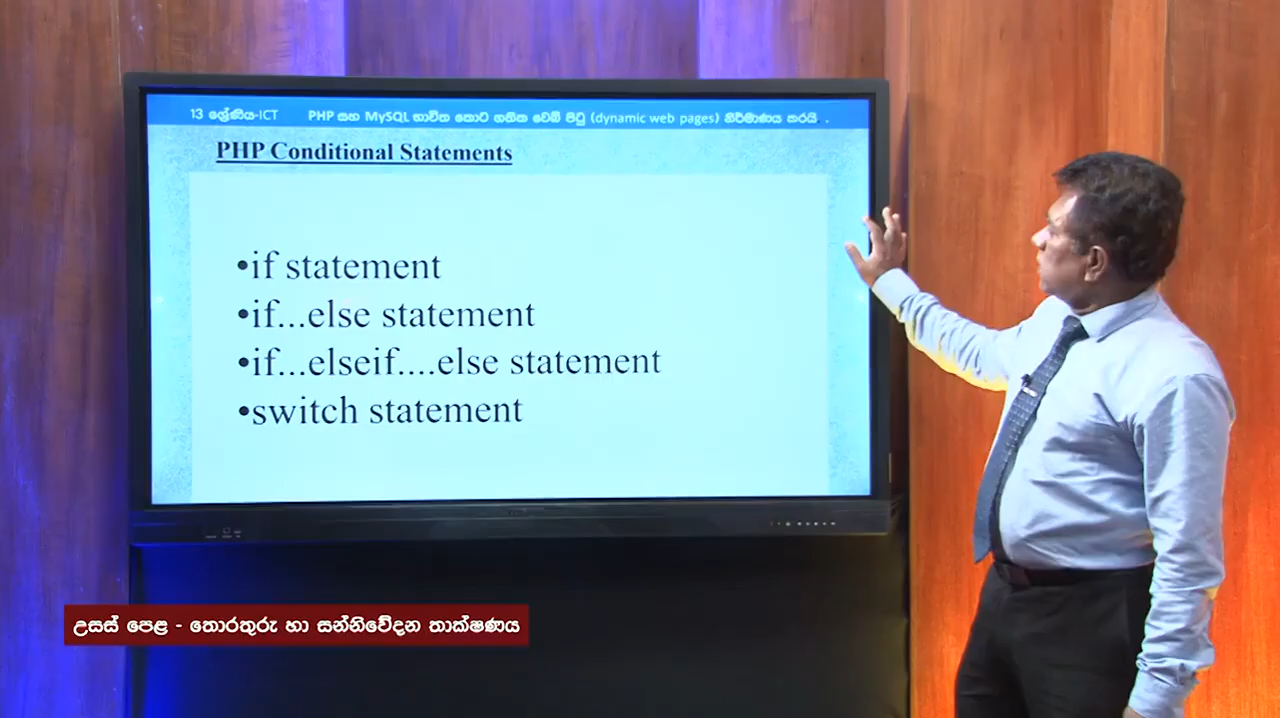 13 ශ්‍රේණිය-ICT PHP සහ MySQL භාවිත කොට ගතික වෙබ් පිටු (dynamic web pages) නිර්මාණය කරයි .
PHP Conditional Statements
•if statement
•if...else statement
•if...elseif....else statement
•switch statement
උසස් පෙළ - තොරතුරු හා සන්නිවේදන තාක්ෂණය